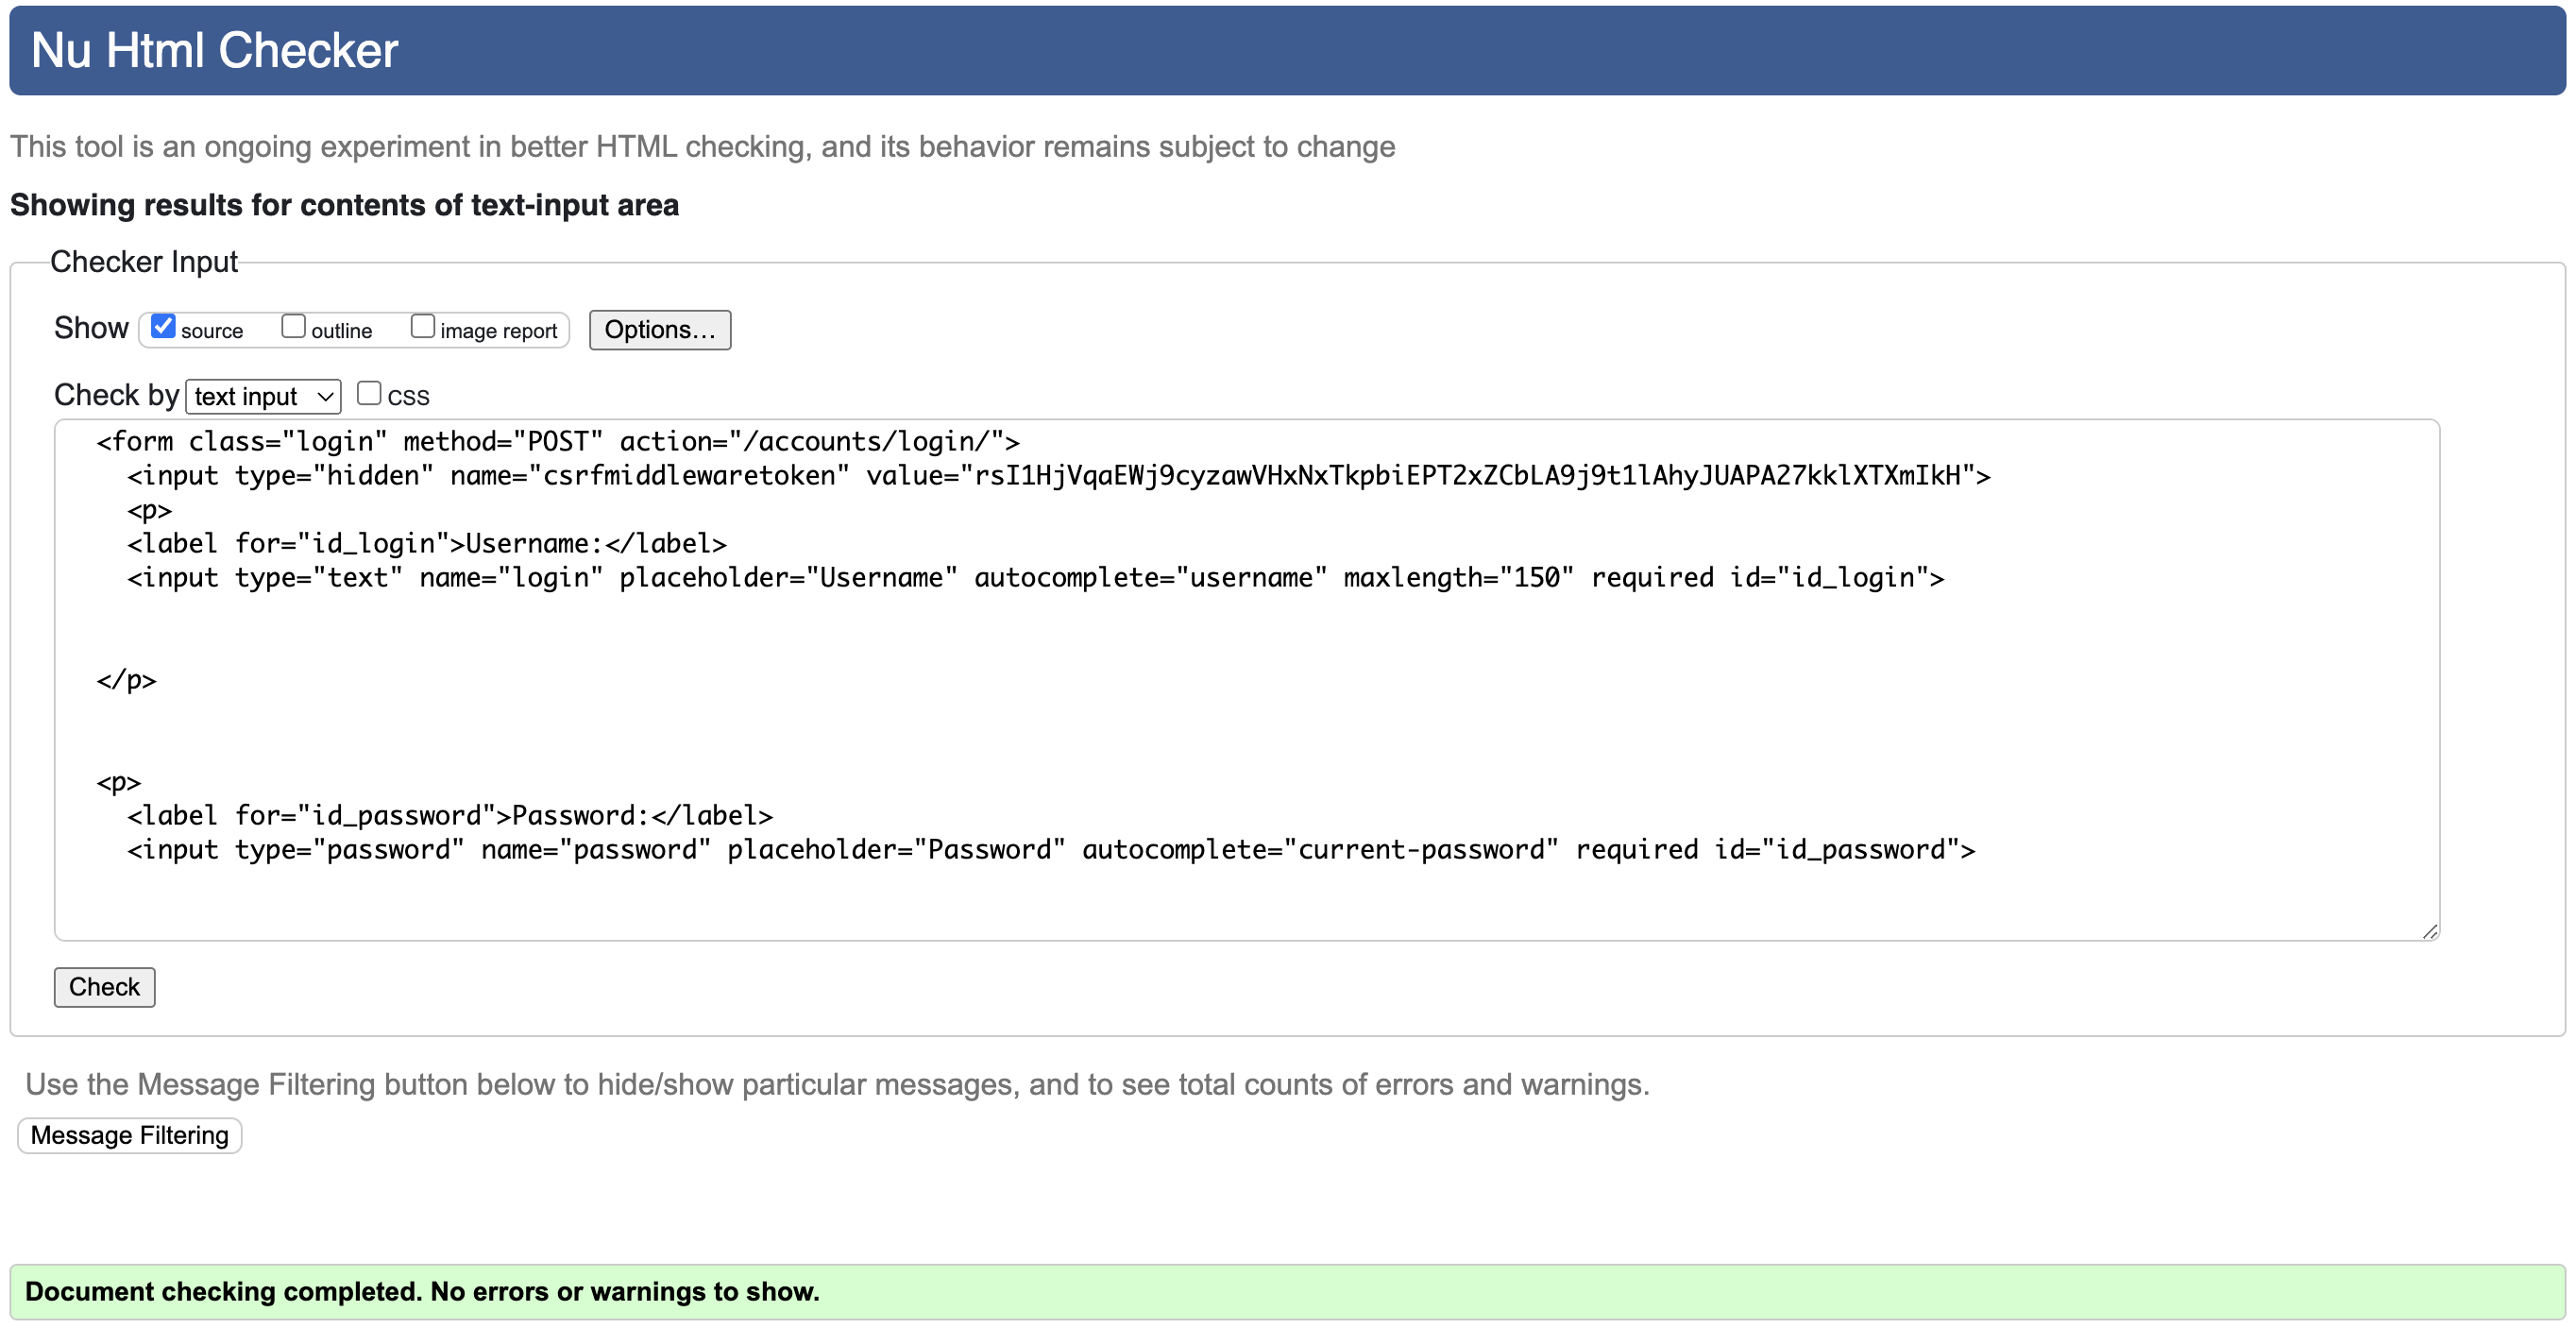 Nu Html Checker
This tool is an ongoing experiment in better HTML checking, and its behavior remains subject to change
Showing results for contents of text-input area
Checker Input
Show source outline image report Options…
Check by text input CSS
<form class="login" method="POST" action="/accounts/login/">
<input type="hidden" name="csrfmiddlewaretoken" value="rsI1HjVqaEWj9cyzawVHxNxTkpbiEPT2xZCbLA9j9t1lAhyJUAPA27kklXTXmIkH">
<p>
<label for="id_login">Username:</label>
<input type="text" name="login" placeholder="Username" autocomplete="username" maxlength="150" required id="id_login">
</p>
<p>
<label for="id_password">Password:</label>
<input type="password" name="password" placeholder="Password" autocomplete="current-password" required id="id_password">
Check
Use the Message Filtering button below to hide/show particular messages, and to see total counts of errors and warnings.
Message Filtering
Document checking completed. No errors or warnings to show.